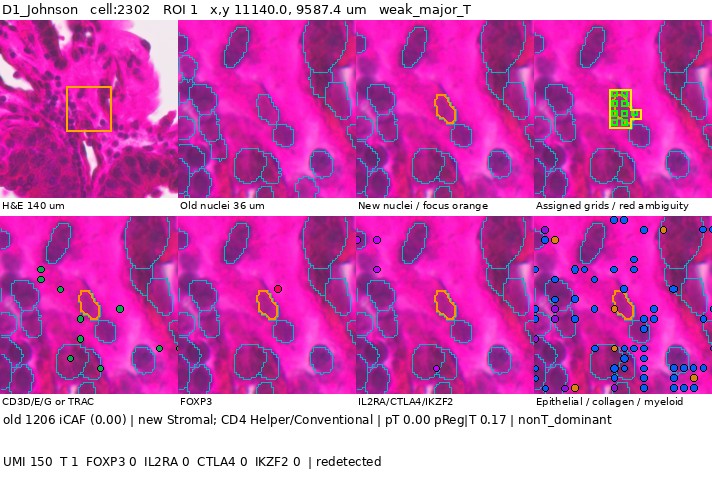 D1_Johnson cell:2302 ROI 1 x,y 11140.0, 9587.4 um weak_major_T
H&E 140 um
Old nuclei 36 um
New nuclei / focus orange
Assigned grids / red ambiguity
CD3D/E/G or TRAC
FOXP3
IL2RA/CTLA4/IKZF2
Epithelial / collagen / myeloid
old 1206 iCAF (0.00) | new Stromal; CD4 Helper/Conventional | pT 0.00 pReg|T 0.17 | nonT_dominant
UMI 150 T 1 FOXP3 0 IL2RA 0 CTLA4 0 IKZF2 0 | redetected